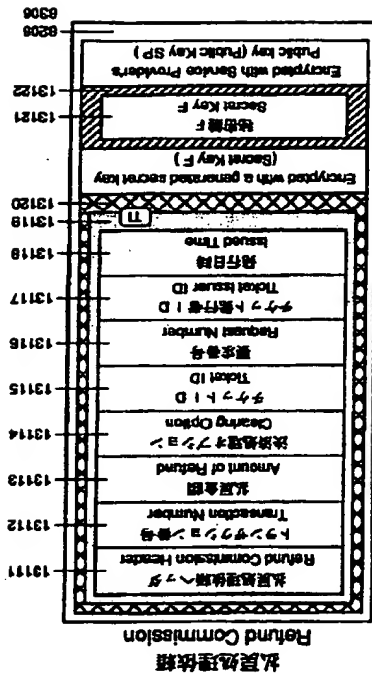 払戻処理依頼
Refund Commission
払戻処理依頼ヘッダ
Refund Commission Header
13111
トランザクション番号
Transaction Number
13112
払戻金額
Amount of Refund
13113
決済処理オプション
Clearing Option
13114
チケットID
Ticket ID
13115
要求番号
Request Number
13116
チケット発行者ID
Ticket Issuer ID
13117
発行日時
Issued Time
13118
TI
13119
13120
Encrypted with a generated secret key
(Secret Key F)
秘密鍵F
Secret Key F
13121
13122
Encrypted with Service Provider's
Public key (Public Key SP)
8206
8306